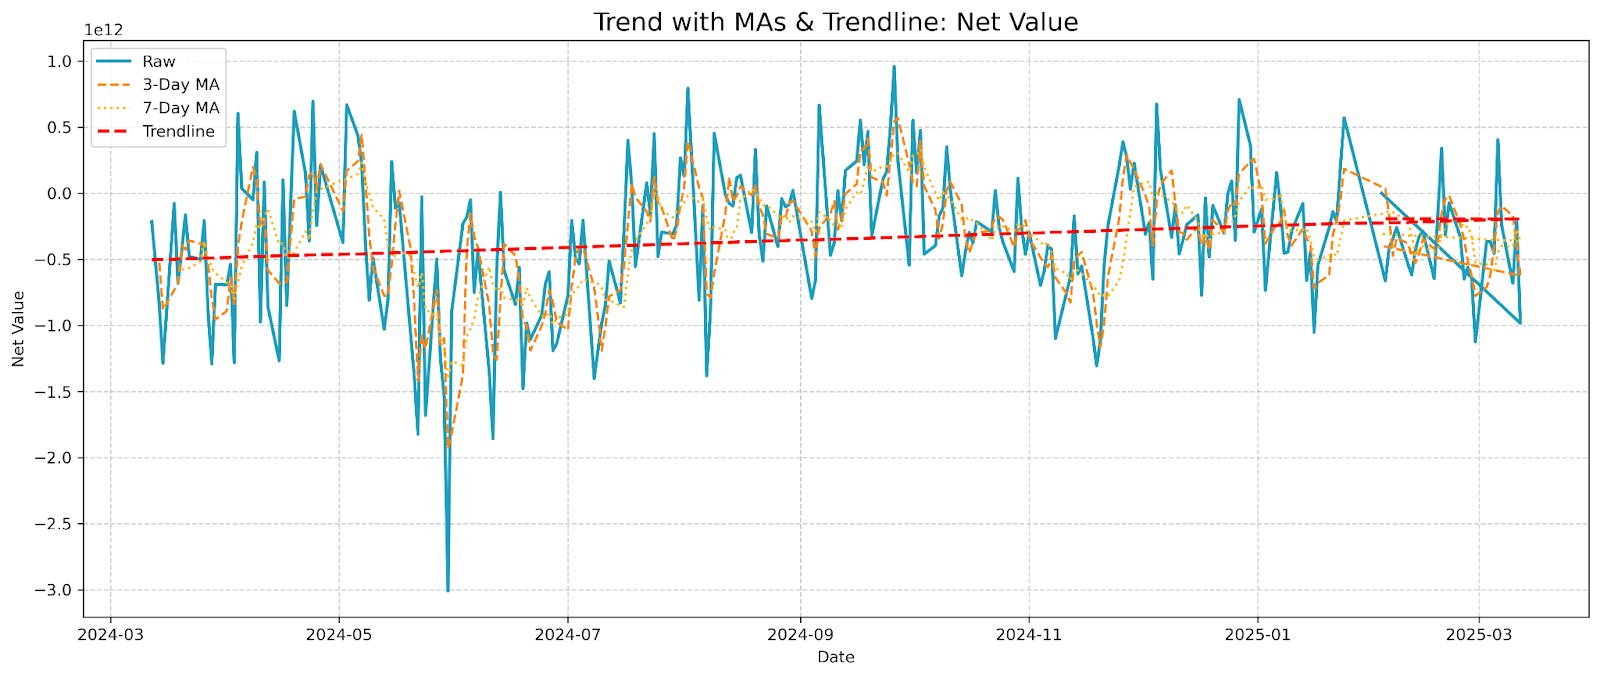 Trend with MAs & Trendline: Net Value
1e12
Raw
3-Day MA
7-Day MA
Trendline
1.0
0.5
0.0
−0.5
−1.0
−1.5
−2.0
−2.5
−3.0
Net Value
2024-03
2024-05
2024-07
2024-09
2024-11
2025-01
2025-03
Date